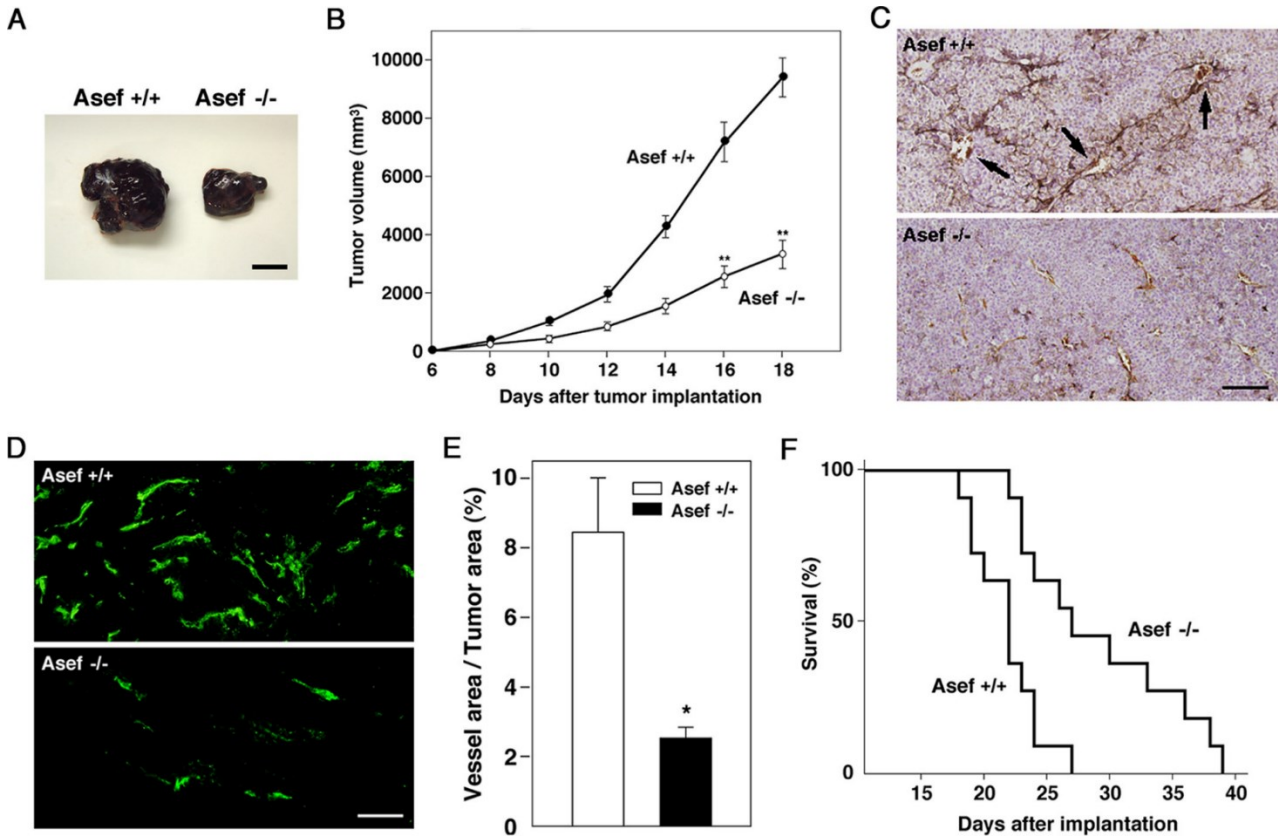 A
Asef +/+ Asef -/-
B
Tumor volume (mm³)
10000
8000
6000
4000
2000
0
Asef +/+
**
**
Asef -/-
6 8 10 12 14 16 18
Days after tumor implantation
C
Asef +/+
Asef -/-
D
Asef +/+
Asef -/-
E
Vessel area / Tumor area (%)
10
8
6
4
2
0
Asef +/+
Asef -/-
*
F
Survival (%)
100
50
0
Asef -/-
Asef +/+
15 20 25 30 35 40
Days after implantation